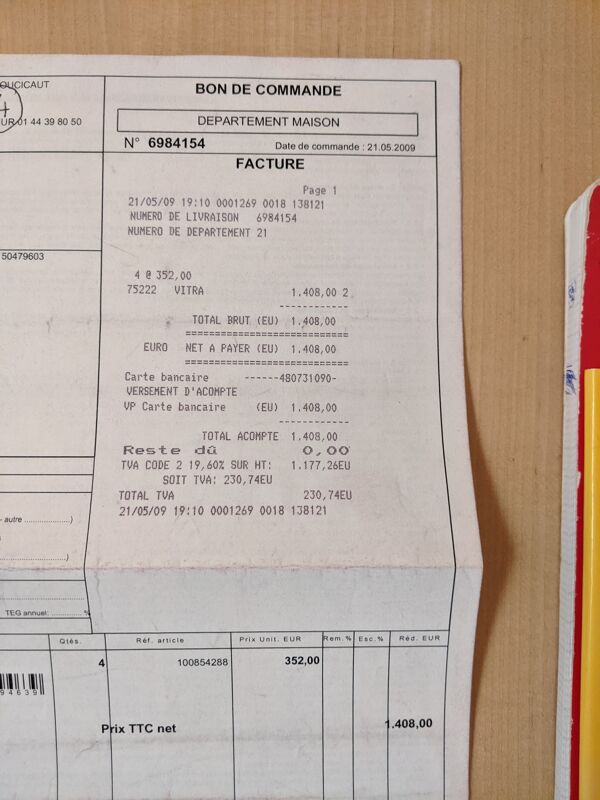 OUCICAUT
4
UR 01 44 39 80 50
50479603
BON DE COMMANDE
DEPARTEMENT MAISON
N° 6984154 Date de commande : 21.05.2009
FACTURE
Page 1
21/05/09 19:10 0001269 0018 138121
NUMERO DE LIVRAISON 6984154
NUMERO DE DEPARTEMENT 21
4 @ 352,00
75222 VITRA 1.408,00 2
------------
TOTAL BRUT (EU) 1.408,00
=======================
EURO NET A PAYER (EU) 1.408,00
=======================
Carte bancaire ------480731090-
VERSEMENT D'ACOMPTE
VP Carte bancaire (EU) 1.408,00
------------
TOTAL ACOMPTE 1.408,00
Reste dû 0,00
TVA CODE 2 19,60% SUR HT: 1.177,26EU
SOIT TVA: 230,74EU
TOTAL TVA 230,74EU
21/05/09 19:10 0001269 0018 138121
- autre ....................)
....................)
TEG annuel: ............... %
Qtés. Réf. article Prix Unit. EUR Rem.% Esc.% Réd. EUR
4 100854288 352,00
94639
Prix TTC net 1.408,00